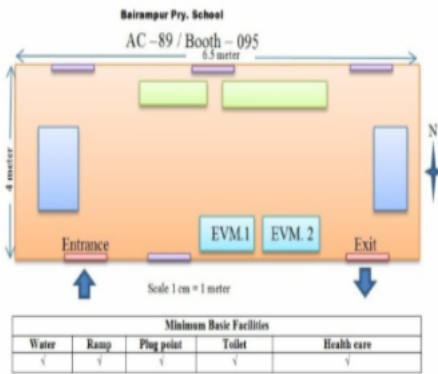 Bairampur Pry. School
AC –89 / Booth – 095
6.5 meter
4 meter
N
EVM.1 EVM. 2
Entrance Exit
Scale 1 cm = 1 meter
Minimum Basic Facilities
Water Ramp Plug point Toilet Health care
√ √ √ √ √